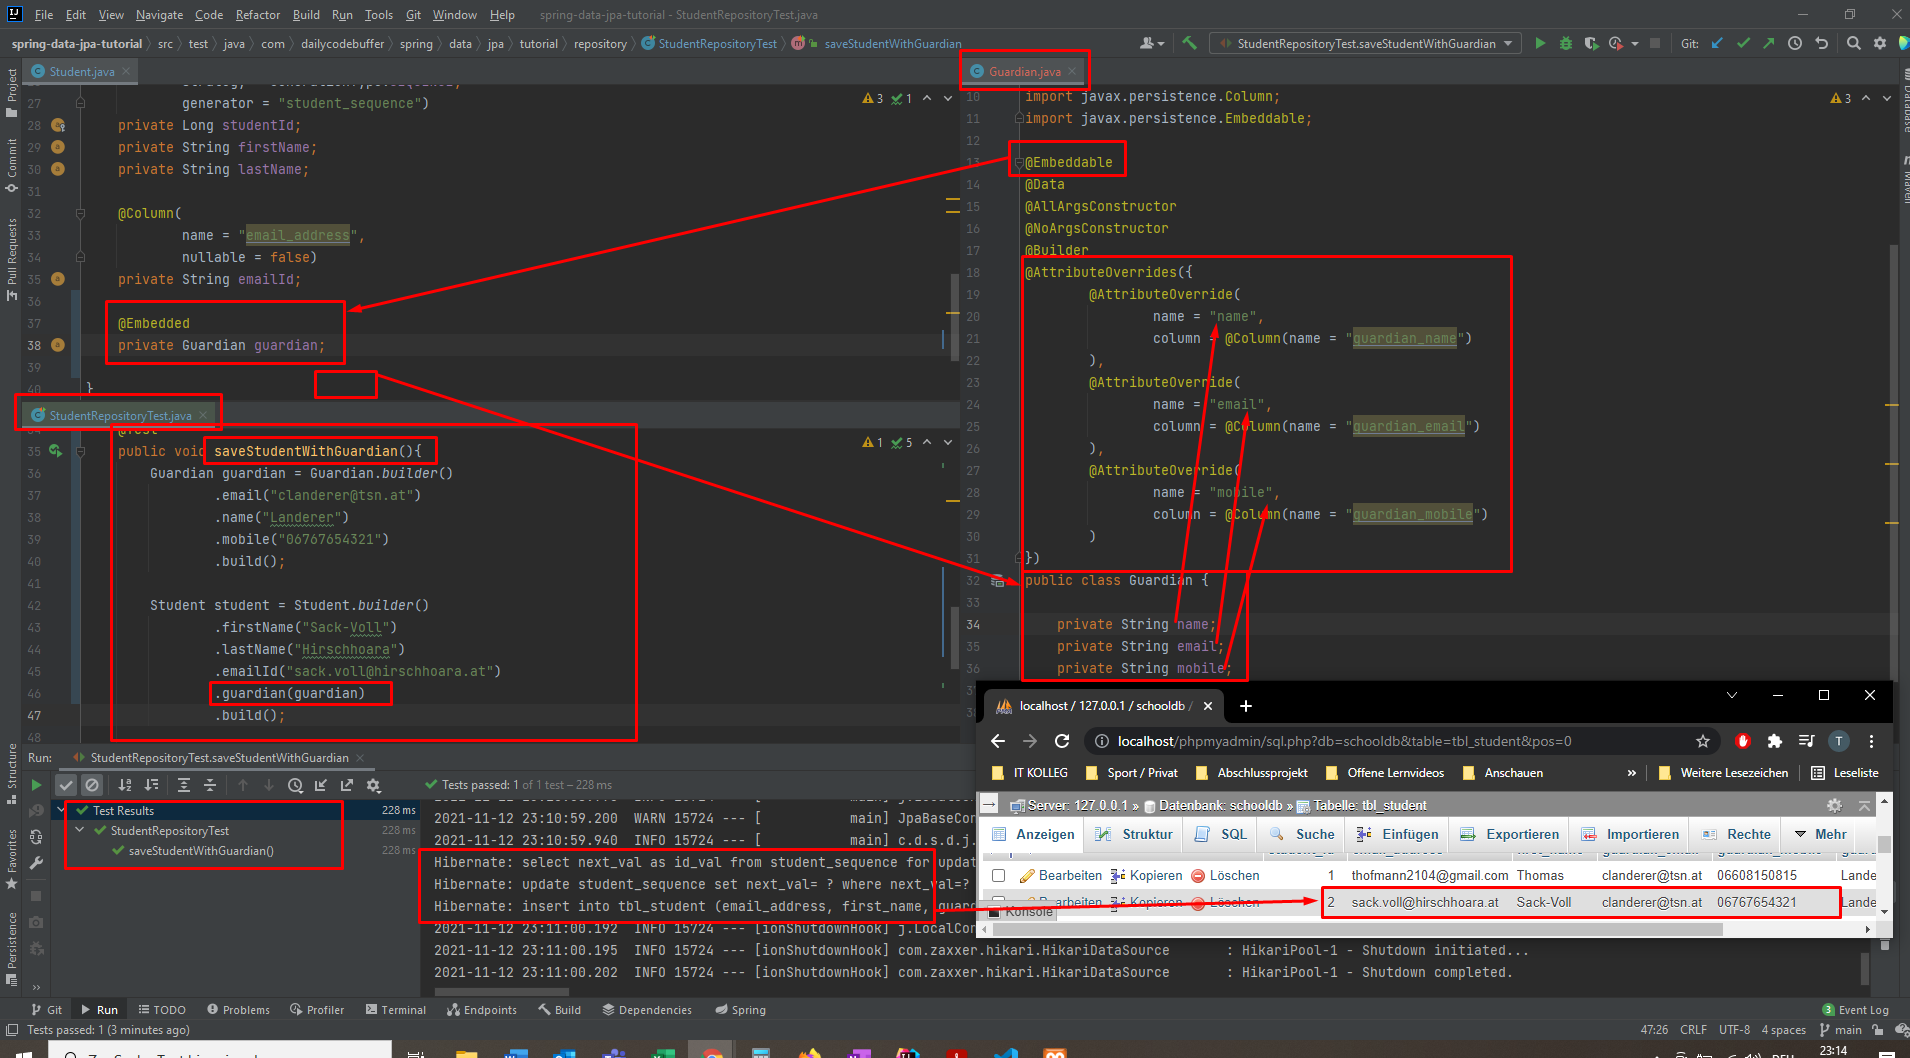 File Edit View Navigate Code Refactor Build Run Tools Git Window Help spring-data-jpa-tutorial - StudentRepositoryTest.java
spring-data-jpa-tutorial src test java com dailycodebuffer spring data jpa tutorial repository StudentRepositoryTest saveStudentWithGuardian
StudentRepositoryTest.saveStudentWithGuardian Git:
Project
Commit
Pull Requests
Structure
Favorites
Persistence
Student.java
3 1
27 generator = "student_sequence")
28 private Long studentId;
29 private String firstName;
30 private String lastName;
31
32 @Column(
33 name = "email_address",
34 nullable = false)
35 private String emailId;
36
37 @Embedded
38 private Guardian guardian;
39
40 }
StudentRepositoryTest.java
1 5
34 @Test
35 public void saveStudentWithGuardian(){
36 Guardian guardian = Guardian.builder()
37 .email("clanderer@tsn.at")
38 .name("Landerer")
39 .mobile("06767654321")
40 .build();
41
42 Student student = Student.builder()
43 .firstName("Sack-Voll")
44 .lastName("Hirschhoara")
45 .emailId("sack.voll@hirschhoara.at")
46 .guardian(guardian)
47 .build();
48
Guardian.java
3
10 import javax.persistence.Column;
11 import javax.persistence.Embeddable;
12
13 @Embeddable
14 @Data
15 @AllArgsConstructor
16 @NoArgsConstructor
17 @Builder
18 @AttributeOverrides({
19 @AttributeOverride(
20 name = "name",
21 column = @Column(name = "guardian_name")
22 ),
23 @AttributeOverride(
24 name = "email",
25 column = @Column(name = "guardian_email")
26 ),
27 @AttributeOverride(
28 name = "mobile",
29 column = @Column(name = "guardian_mobile")
30 )
31 })
32 public class Guardian {
33
34 private String name;
35 private String email;
36 private String mobile;
Database
Maven
Run: StudentRepositoryTest.saveStudentWithGuardian
Tests passed: 1 of 1 test – 228 ms
Test Results 228 ms
StudentRepositoryTest 228 ms
saveStudentWithGuardian() 228 ms
2021-11-12 23:10:59.200 WARN 15724 --- [ main] JpaBaseCon
2021-11-12 23:10:59.940 INFO 15724 --- [ main] c.d.s.d.j.
Hibernate: select next_val as id_val from student_sequence for updat
Hibernate: update student_sequence set next_val= ? where next_val=?
Hibernate: insert into tbl_student (email_address, first_name, guard
2021-11-12 23:11:00.192 INFO 15724 --- [ionShutdownHook] j.LocalCon
2021-11-12 23:11:00.195 INFO 15724 --- [ionShutdownHook] com.zaxxer.hikari.HikariDataSource : HikariPool-1 - Shutdown initiated...
2021-11-12 23:11:00.202 INFO 15724 --- [ionShutdownHook] com.zaxxer.hikari.HikariDataSource : HikariPool-1 - Shutdown completed.
localhost / 127.0.0.1 / schooldb /
localhost/phpmyadmin/sql.php?db=schooldb&table=tbl_student&pos=0
T
IT KOLLEG Sport / Privat Abschlussprojekt Offene Lernvideos Anschauen » Weitere Lesezeichen Leseliste
Server: 127.0.0.1 » Datenbank: schooldb » Tabelle: tbl_student
Anzeigen Struktur SQL Suche Einfügen Exportieren Importieren Rechte Mehr
Bearbeiten Kopieren Löschen 1 thofmann2104@gmail.com Thomas clanderer@tsn.at 06608150815 Lande
Bearbeiten Kopieren Löschen 2 sack.voll@hirschhoara.at Sack-Voll clanderer@tsn.at 06767654321 Lande
Konsole
Git Run TODO Problems Profiler Terminal Endpoints Build Dependencies Spring 3 Event Log
Tests passed: 1 (3 minutes ago) 47:26 CRLF UTF-8 4 spaces main
23:14